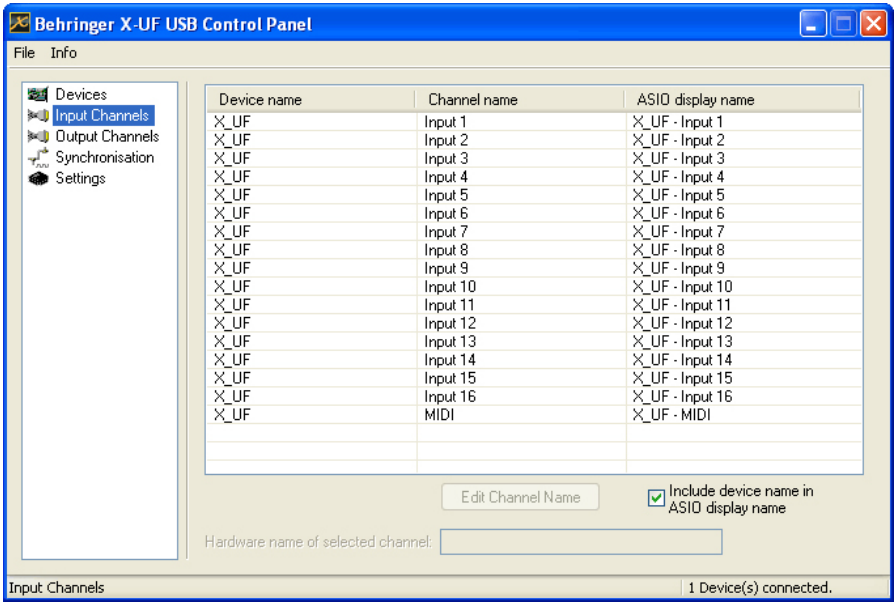 Behringer X-UF USB Control Panel
File Info
Devices
Input Channels
Output Channels
Synchronisation
Settings
Device name Channel name ASIO display name
X_UF Input 1 X_UF - Input 1
X_UF Input 2 X_UF - Input 2
X_UF Input 3 X_UF - Input 3
X_UF Input 4 X_UF - Input 4
X_UF Input 5 X_UF - Input 5
X_UF Input 6 X_UF - Input 6
X_UF Input 7 X_UF - Input 7
X_UF Input 8 X_UF - Input 8
X_UF Input 9 X_UF - Input 9
X_UF Input 10 X_UF - Input 10
X_UF Input 11 X_UF - Input 11
X_UF Input 12 X_UF - Input 12
X_UF Input 13 X_UF - Input 13
X_UF Input 14 X_UF - Input 14
X_UF Input 15 X_UF - Input 15
X_UF Input 16 X_UF - Input 16
X_UF MIDI X_UF - MIDI
Edit Channel Name
Include device name in
ASIO display name
Hardware name of selected channel:
Input Channels 1 Device(s) connected.